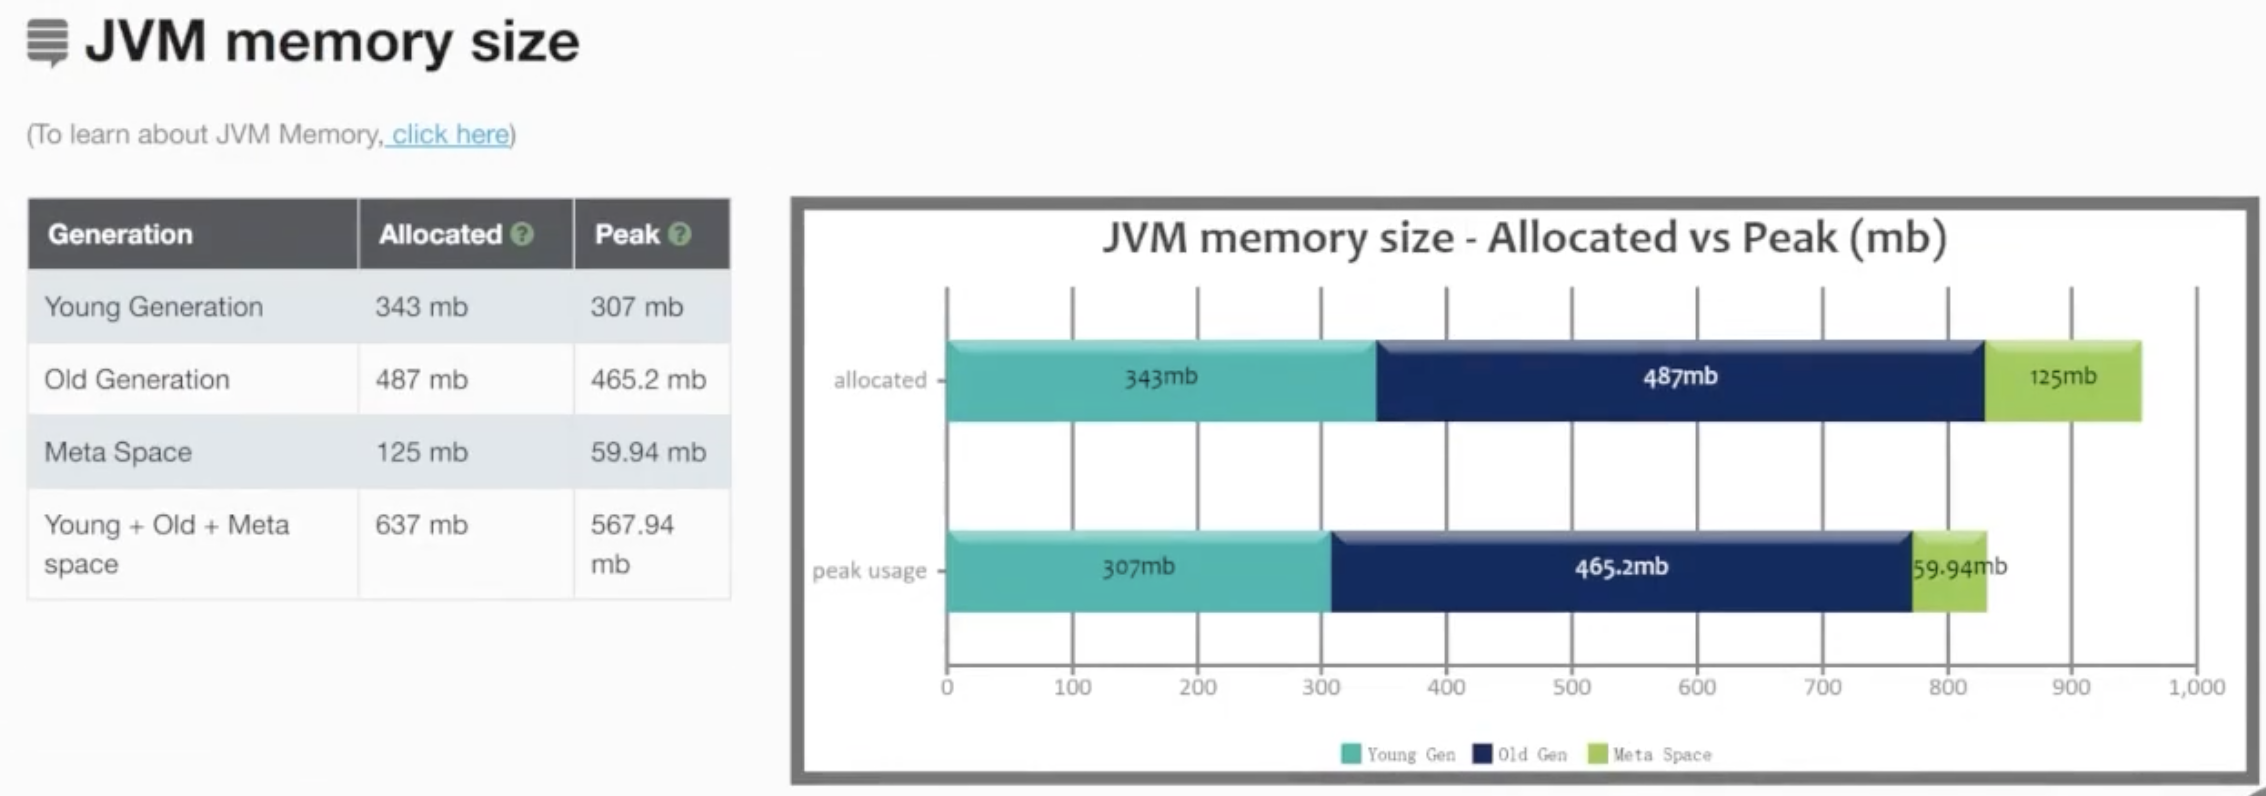 JVM memory size
(To learn about JVM Memory, click here)
Generation Allocated ? Peak ?
Young Generation 343 mb 307 mb
Old Generation 487 mb 465.2 mb
Meta Space 125 mb 59.94 mb
Young + Old + Meta 637 mb 567.94
space mb
JVM memory size - Allocated vs Peak (mb)
allocated 343mb 487mb 125mb
peak usage 307mb 465.2mb 59.94mb
0 100 200 300 400 500 600 700 800 900 1,000
Young Gen Old Gen Meta Space